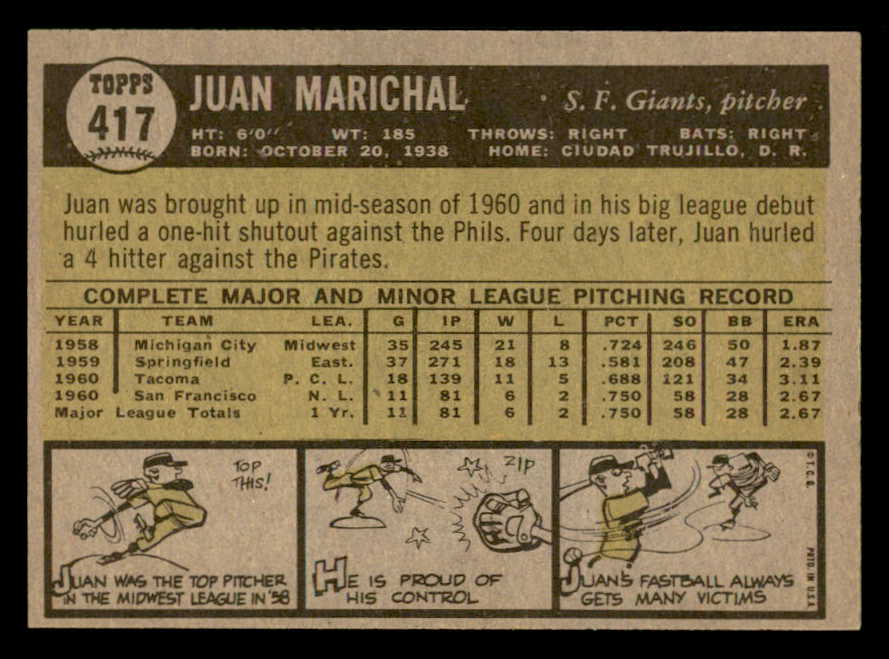 TOPPS
417
JUAN MARICHAL
S. F. Giants, pitcher
HT: 6'0" WT: 185 THROWS: RIGHT BATS: RIGHT
BORN: OCTOBER 20, 1938 HOME: CIUDAD TRUJILLO, D. R.
Juan was brought up in mid-season of 1960 and in his big league debut
hurled a one-hit shutout against the Phils. Four days later, Juan hurled
a 4 hitter against the Pirates.
COMPLETE MAJOR AND MINOR LEAGUE PITCHING RECORD
YEAR TEAM LEA. G IP W L PCT SO BB ERA
1958 Michigan City Midwest 35 245 21 8 .724 246 50 1.87
1959 Springfield East. 37 271 18 13 .581 208 47 2.39
1960 Tacoma P. C. L. 18 139 11 5 .688 121 34 3.11
1960 San Francisco N. L. 11 81 6 2 .750 58 28 2.67
Major League Totals 1 Yr. 11 81 6 2 .750 58 28 2.67
TOP
THIS!
JUAN WAS THE TOP PITCHER
IN THE MIDWEST LEAGUE IN '58
ZIP
HE IS PROUD OF
HIS CONTROL
JUAN'S FASTBALL ALWAYS
GETS MANY VICTIMS
© T. C. G. PRTD. IN U.S.A.